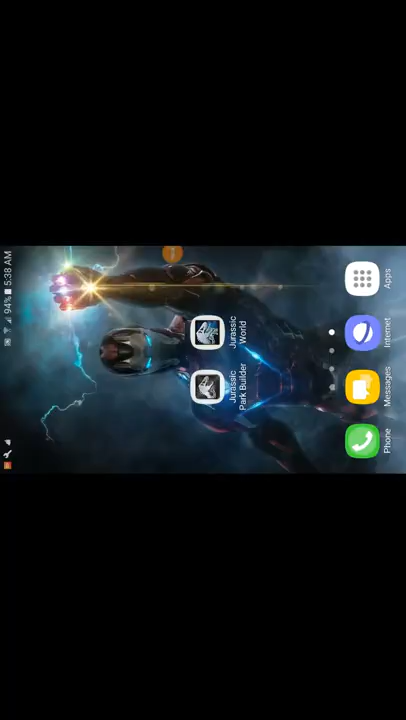 94% 5:38 AM
Jurassic
Park Builder
Jurassic
World
Phone
Messages
Internet
Apps